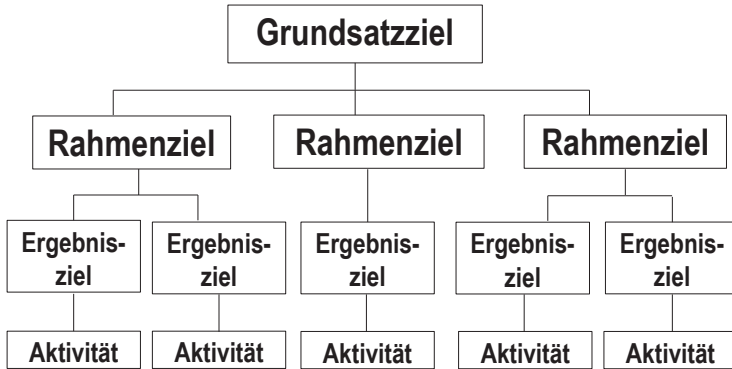 Grundsatzziel
Rahmenziel
Rahmenziel
Rahmenziel
Ergebnis-
ziel
Ergebnis-
ziel
Ergebnis-
ziel
Ergebnis-
ziel
Ergebnis-
ziel
Aktivität
Aktivität
Aktivität
Aktivität
Aktivität